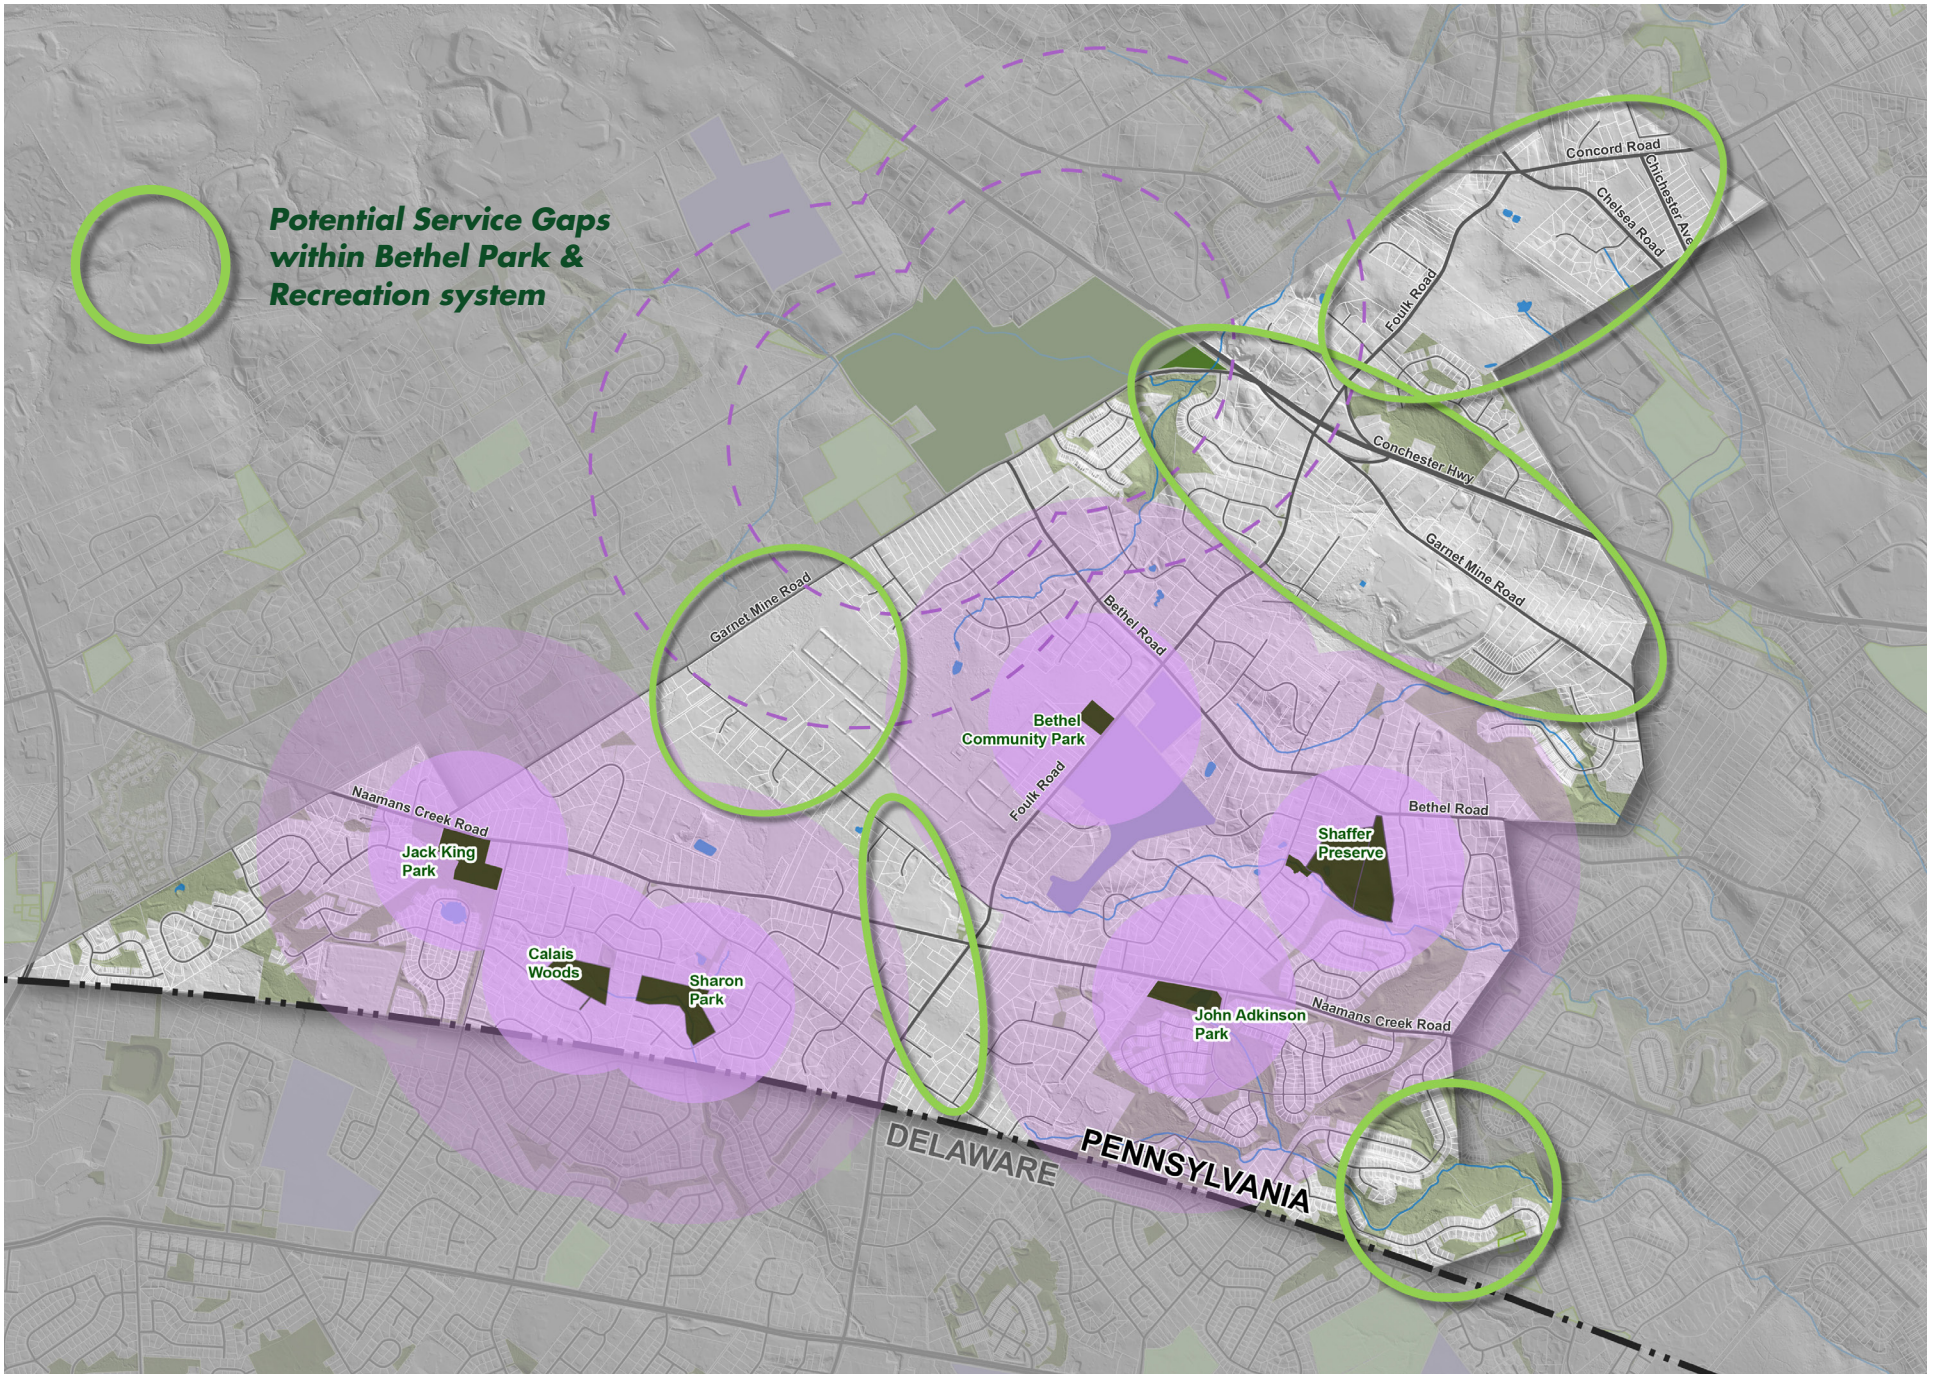 Potential Service Gaps
within Bethel Park &
Recreation system
Concord Road
Chichester Ave
Chelsea Road
Foulk Road
Conchester Hwy
Garnet Mine Road
Garnet Mine Road
Bethel Road
Bethel
Community Park
Foulk Road
Naamans Creek Road
Jack King
Park
Bethel Road
Shaffer
Preserve
Calais
Woods
Sharon
Park
John Adkinson
Park
Naamans Creek Road
DELAWARE
PENNSYLVANIA